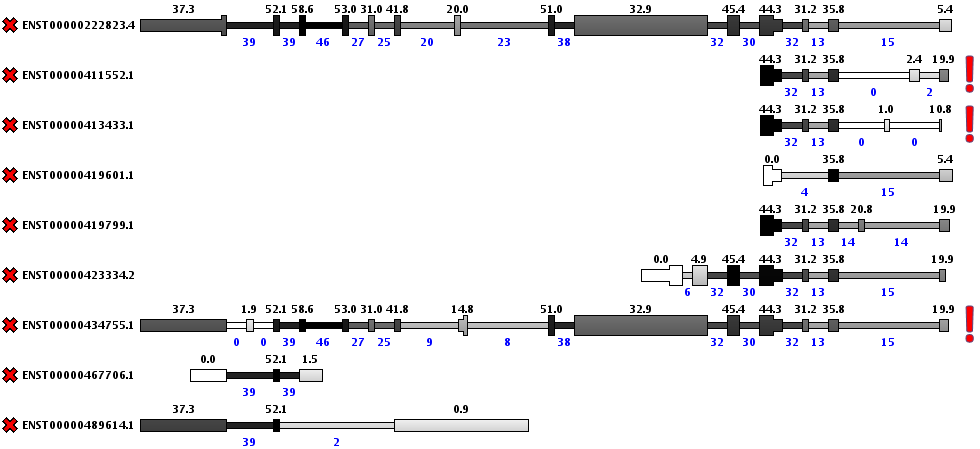 37.3 52.1 58.6 53.0 31.0 41.8 20.0 51.0 32.9 45.4 44.3 31.2 35.8 5.4
ENST00000222823.4
39 39 46 27 25 20 23 38 32 30 32 13 15
44.3 31.2 35.8 2.4 19.9
ENST00000411552.1
32 13 0 2
44.3 31.2 35.8 1.0 10.8
ENST00000413433.1
32 13 0 0
0.0 35.8 5.4
ENST00000419601.1
4 15
44.3 31.2 35.8 20.8 19.9
ENST00000419799.1
32 13 14 14
0.0 4.9 45.4 44.3 31.2 35.8 19.9
ENST00000423334.2
6 32 30 32 13 15
37.3 1.9 52.1 58.6 53.0 31.0 41.8 14.8 51.0 32.9 45.4 44.3 31.2 35.8 19.9
ENST00000434755.1
0 0 39 46 27 25 9 8 38 32 30 32 13 15
0.0 52.1 1.5
ENST00000467706.1
39 39
37.3 52.1 0.9
ENST00000489614.1
39 2